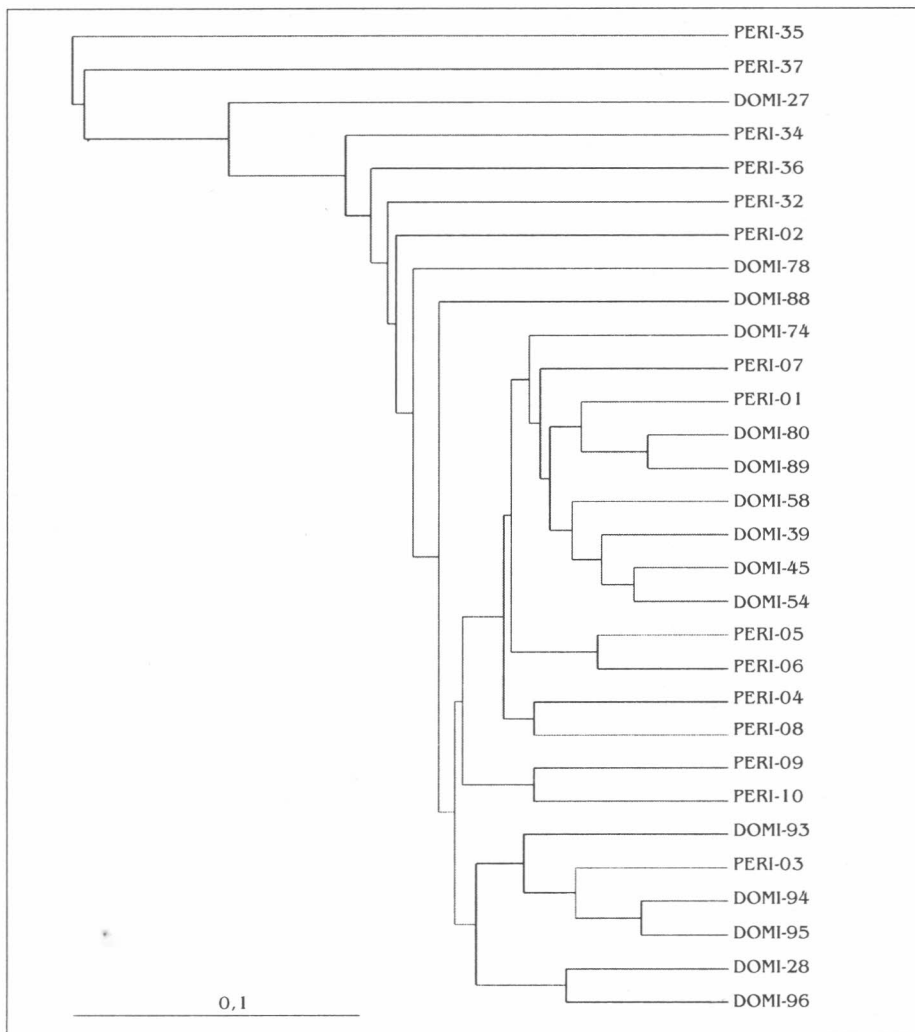 PERI-35
PERI-37
DOMI-27
PERI-34
PERI-36
PERI-32
PERI-02
DOMI-78
DOMI-88
DOMI-74
PERI-07
PERI-01
DOMI-80
DOMI-89
DOMI-58
DOMI-39
DOMI-45
DOMI-54
PERI-05
PERI-06
PERI-04
PERI-08
PERI-09
PERI-10
DOMI-93
PERI-03
DOMI-94
DOMI-95
DOMI-28
DOMI-96
0,1